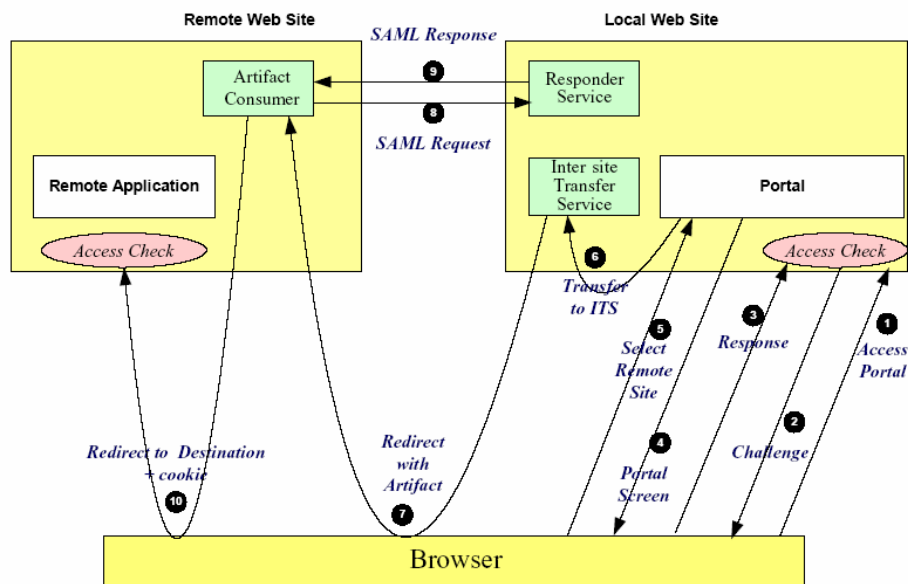 Remote Web Site
Local Web Site
SAML Response
9
Artifact
Consumer
Responder
Service
8
SAML Request
Remote Application
Inter site
Transfer
Service
Portal
Access Check
Access Check
6
Transfer
to ITS
5
Select
Remote
Site
3
Response
1
Access
Portal
Redirect to Destination
+ cookie
10
Redirect
with
Artifact
7
4
Portal
Screen
2
Challenge
Browser